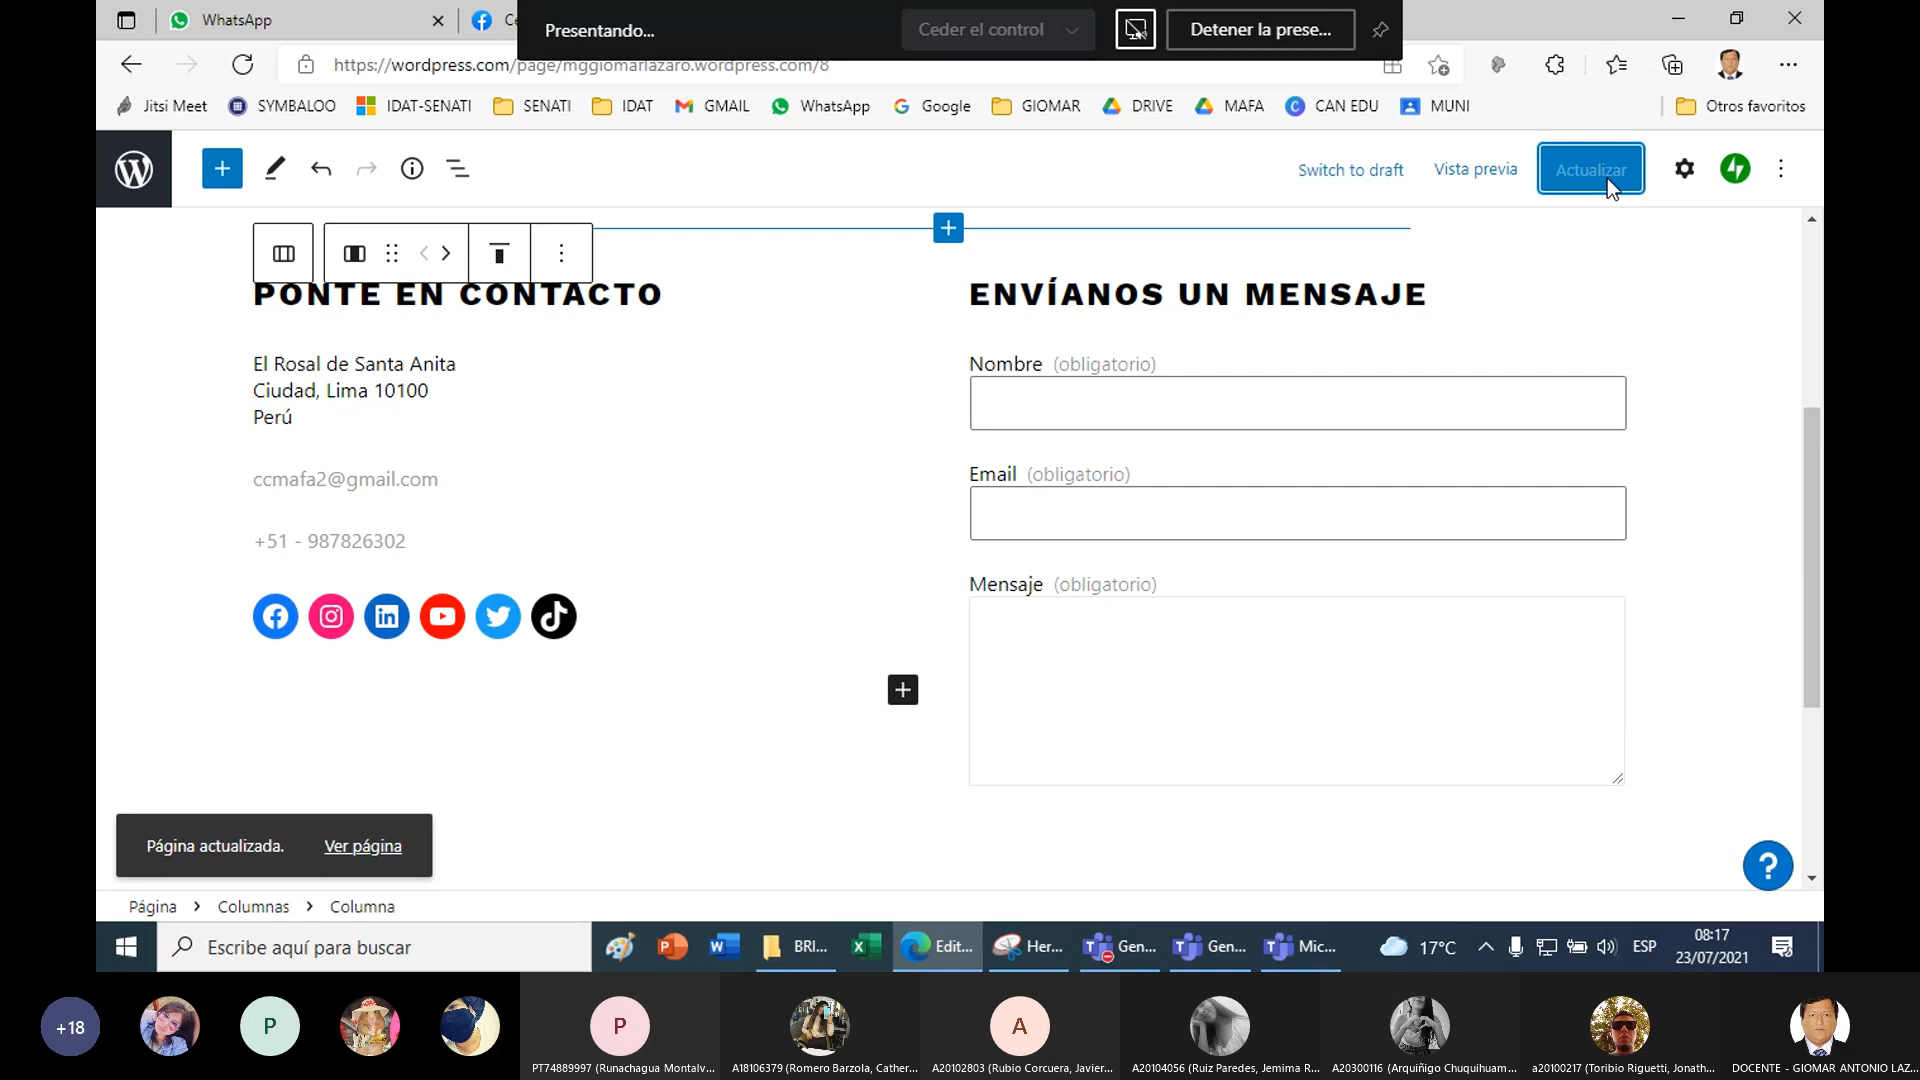 WhatsApp
Presentando...
Ceder el control
Detener la prese...
https://wordpress.com/page/mggiomarlazaro.wordpress.com/8
Jitsi Meet
SYMBALOO
IDAT-SENATI
SENATI
IDAT
GMAIL
WhatsApp
Google
GIOMAR
DRIVE
MAFA
CAN EDU
MUNI
Otros favoritos
Switch to draft
Vista previa
Actualizar
PONTE EN CONTACTO
El Rosal de Santa Anita
Ciudad, Lima 10100
Perú
ccmafa2@gmail.com
+51 - 987826302
ENVÍANOS UN MENSAJE
Nombre (obligatorio)
Email (obligatorio)
Mensaje (obligatorio)
Página actualizada. Ver página
Página > Columnas > Columna
Escribe aquí para buscar
BRI...
Edit...
Her...
Gen...
Gen...
Mic...
17°C
ESP
08:17
23/07/2021
+18
P
P
A
PT74889997 (Runachagua Montalv...
A18106379 (Romero Barzola, Cather...
A20102803 (Rubio Corcuera, Javier...
A20104056 (Ruiz Paredes, Jemima R...
A20300116 (Arquiñigo Chuquihuam...
a20100217 (Toribio Riguetti, Jonath...
DOCENTE - GIOMAR ANTONIO LAZ...